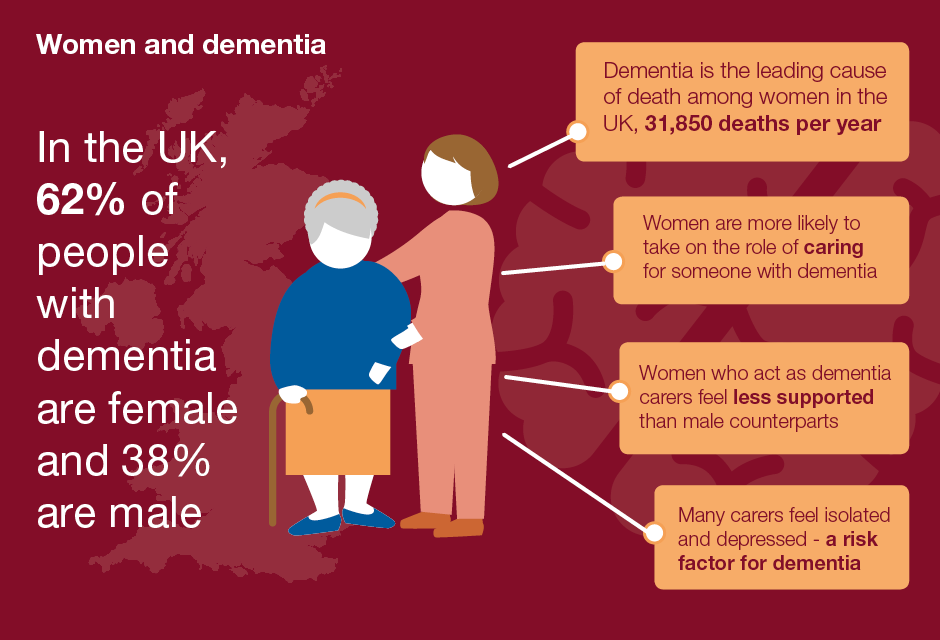 Women and dementia
In the UK,
62% of
people
with
dementia
are female
and 38%
are male
Dementia is the leading cause
of death among women in the
UK, 31,850 deaths per year
Women are more likely to
take on the role of caring
for someone with dementia
Women who act as dementia
carers feel less supported
than male counterparts
Many carers feel isolated
and depressed - a risk
factor for dementia